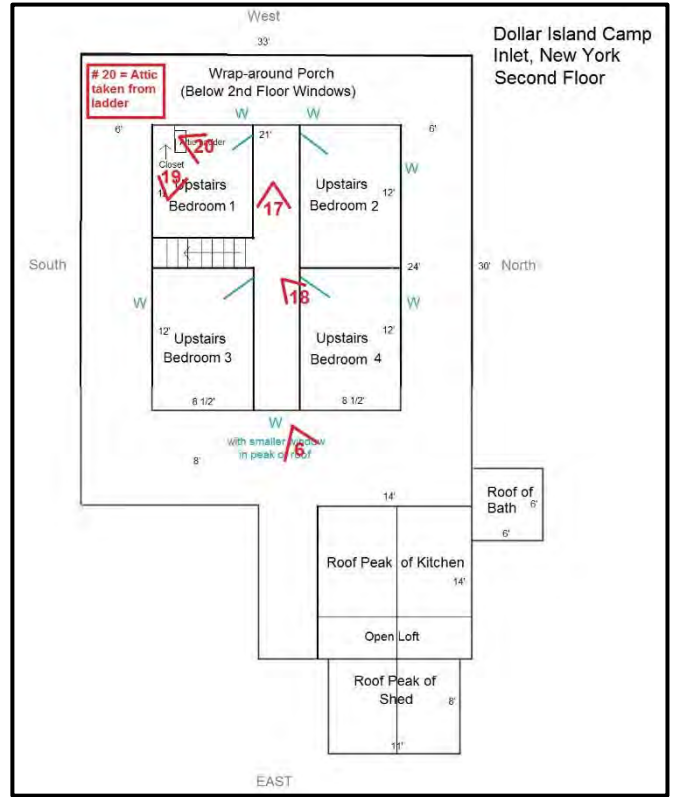 West
33'
Dollar Island Camp
Inlet, New York
Second Floor
# 20 = Attic
taken from
ladder
Wrap-around Porch
(Below 2nd Floor Windows)
W
W
6'
21'
6'
20
Closet
19
Upstairs
Bedroom 1
17
Upstairs
Bedroom 2
12'
W
South
24'
30'
North
18
W
W
12'
Upstairs
Bedroom 3
12'
Upstairs
Bedroom 4
8 1/2'
8 1/2'
W
with smaller window
in peak of roof
6
8'
14'
Roof of
Bath
6'
6'
Roof Peak of Kitchen
14'
Open Loft
Roof Peak of
Shed
8'
11'
EAST